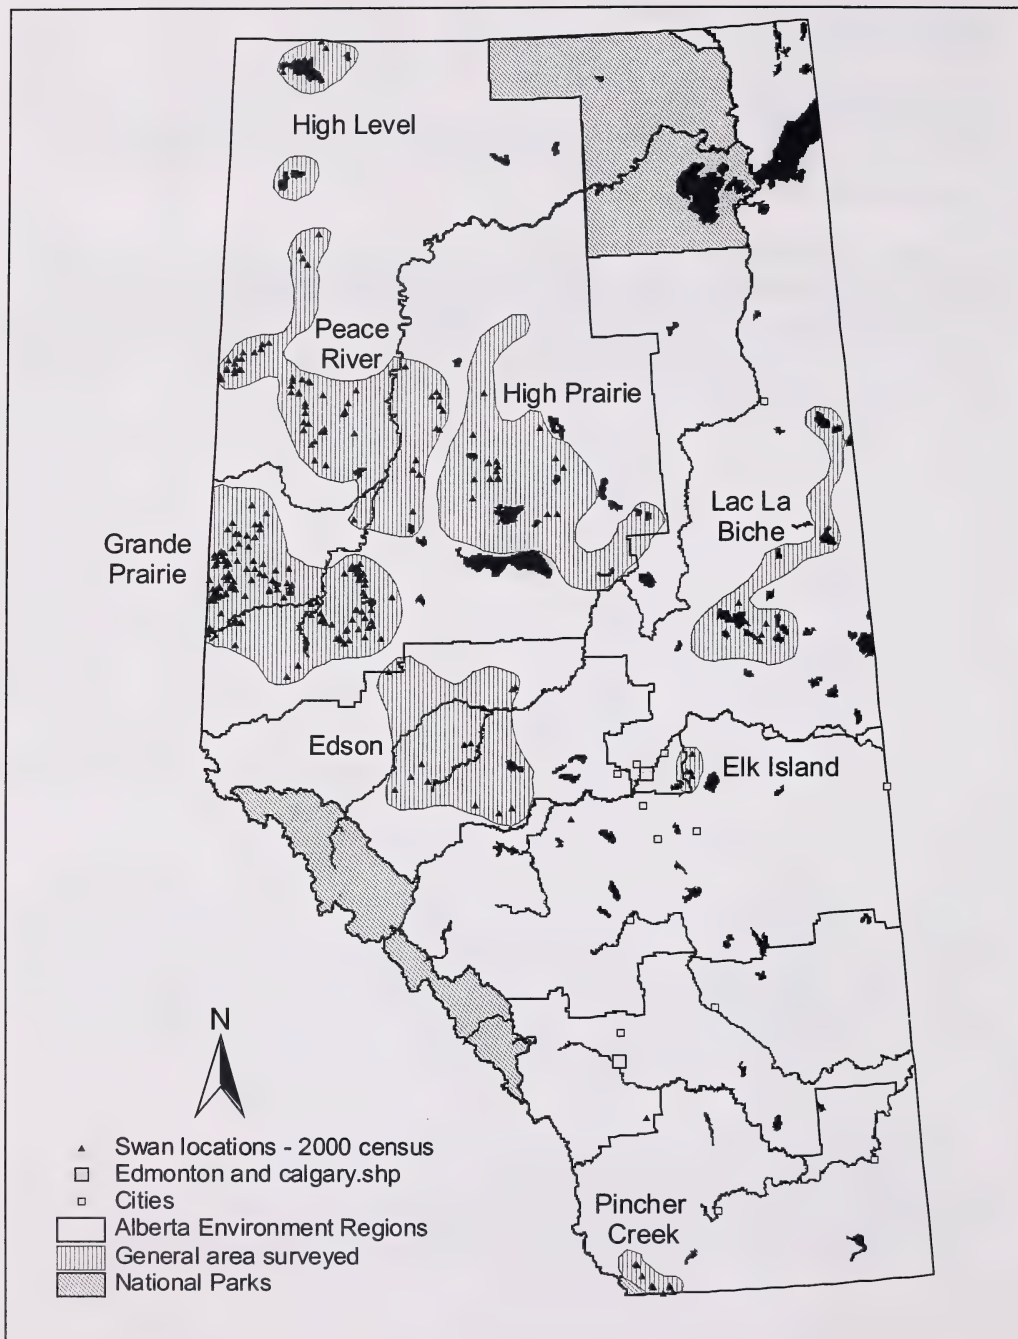 High Level
Peace
River
High Prairie
Lac La
Biche
Grande
Prairie
Edson
Elk Island
N
Swan locations - 2000 census
Edmonton and calgary.shp
Cities
Alberta Environment Regions
General area surveyed
National Parks
Pincher
Creek